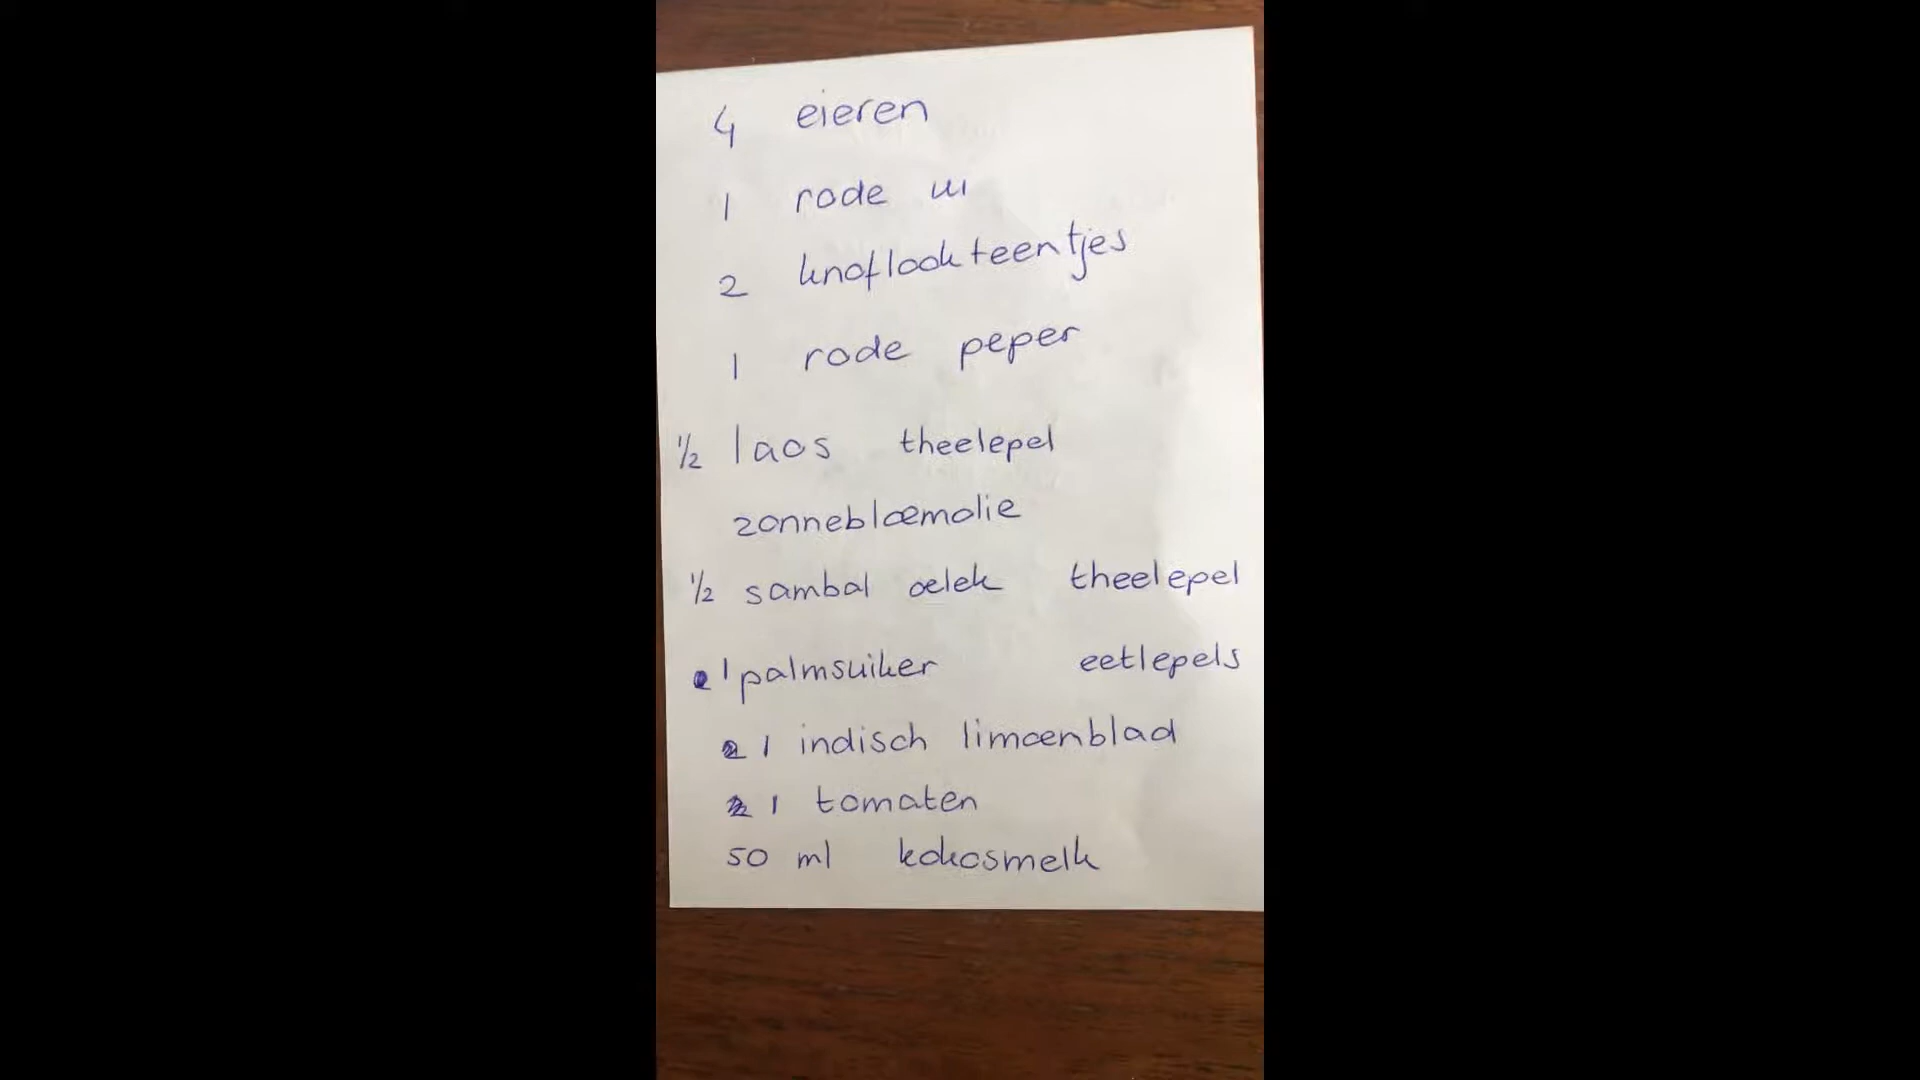 4 eieren
1 rode ui
2 knoflookteentjes
1 rode peper
1/2 laos theelepel
zonnebloemolie
1/2 sambal oelek theelepel
1 palmsuiker eetlepels
1 indisch limoenblad
1 tomaten
50 ml kokosmelk